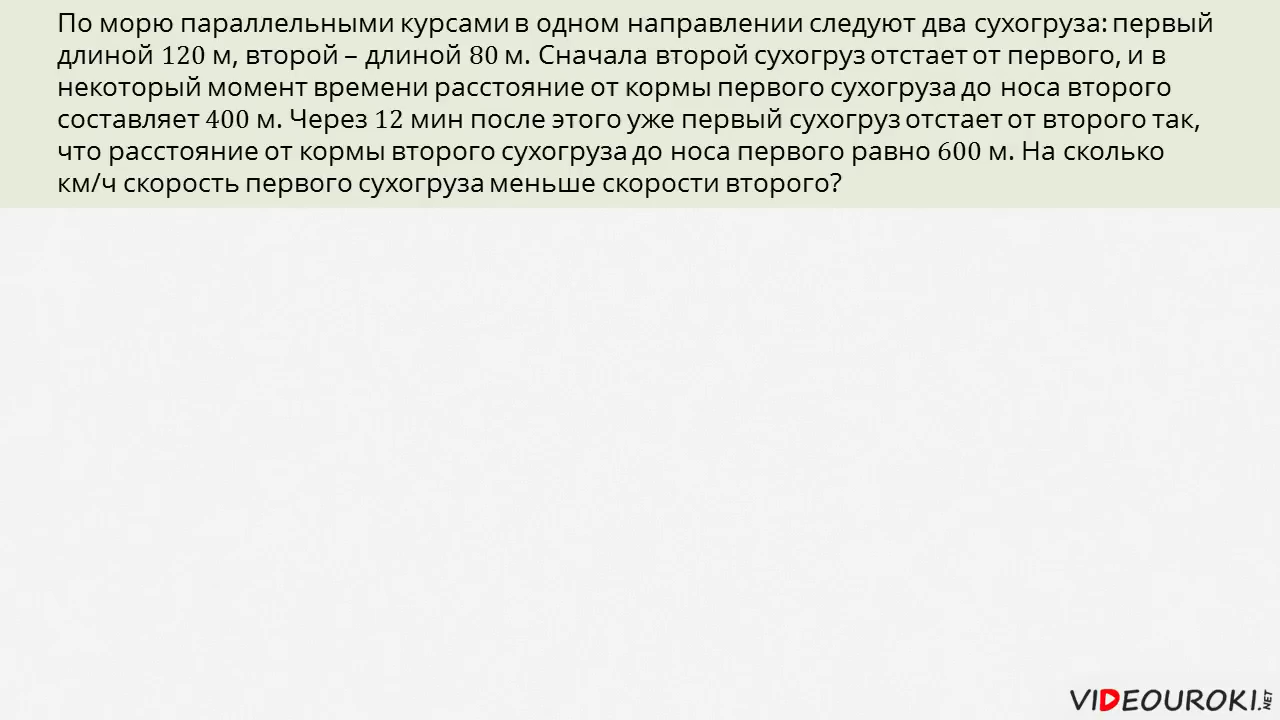 По морю параллельными курсами в одном направлении следуют два сухогруза: первый
длиной 120 м, второй – длиной 80 м. Сначала второй сухогруз отстает от первого, и в
некоторый момент времени расстояние от кормы первого сухогруза до носа второго
составляет 400 м. Через 12 мин после этого уже первый сухогруз отстает от второго так,
что расстояние от кормы второго сухогруза до носа первого равно 600 м. На сколько
км/ч скорость первого сухогруза меньше скорости второго?
VIDEOUROKI.NET